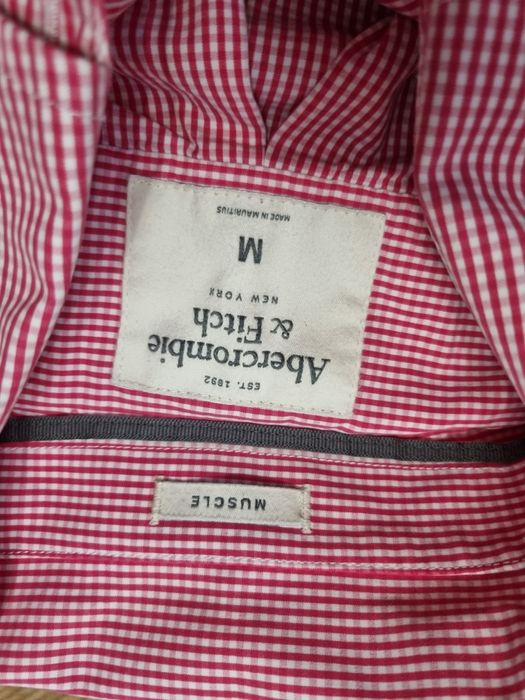 EST. 1892
Abercrombie
& Fitch
NEW YORK
M
MADE IN MAURITIUS
MUSCLE